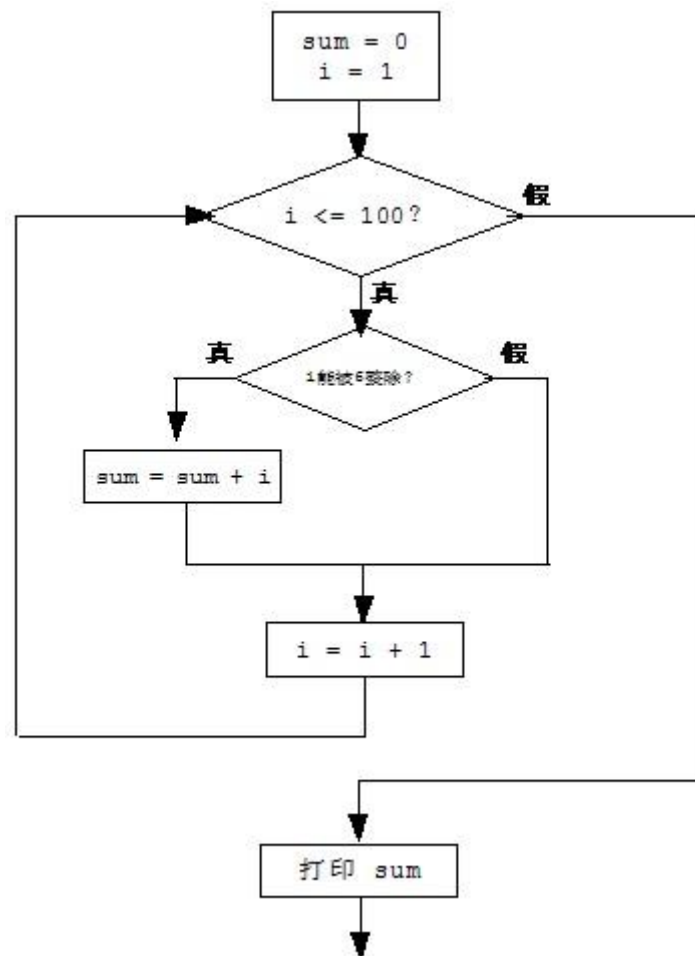 sum = 0
i = 1
i <= 100?
假
真
真
i能被6整除?
假
sum = sum + i
i = i + 1
打印 sum